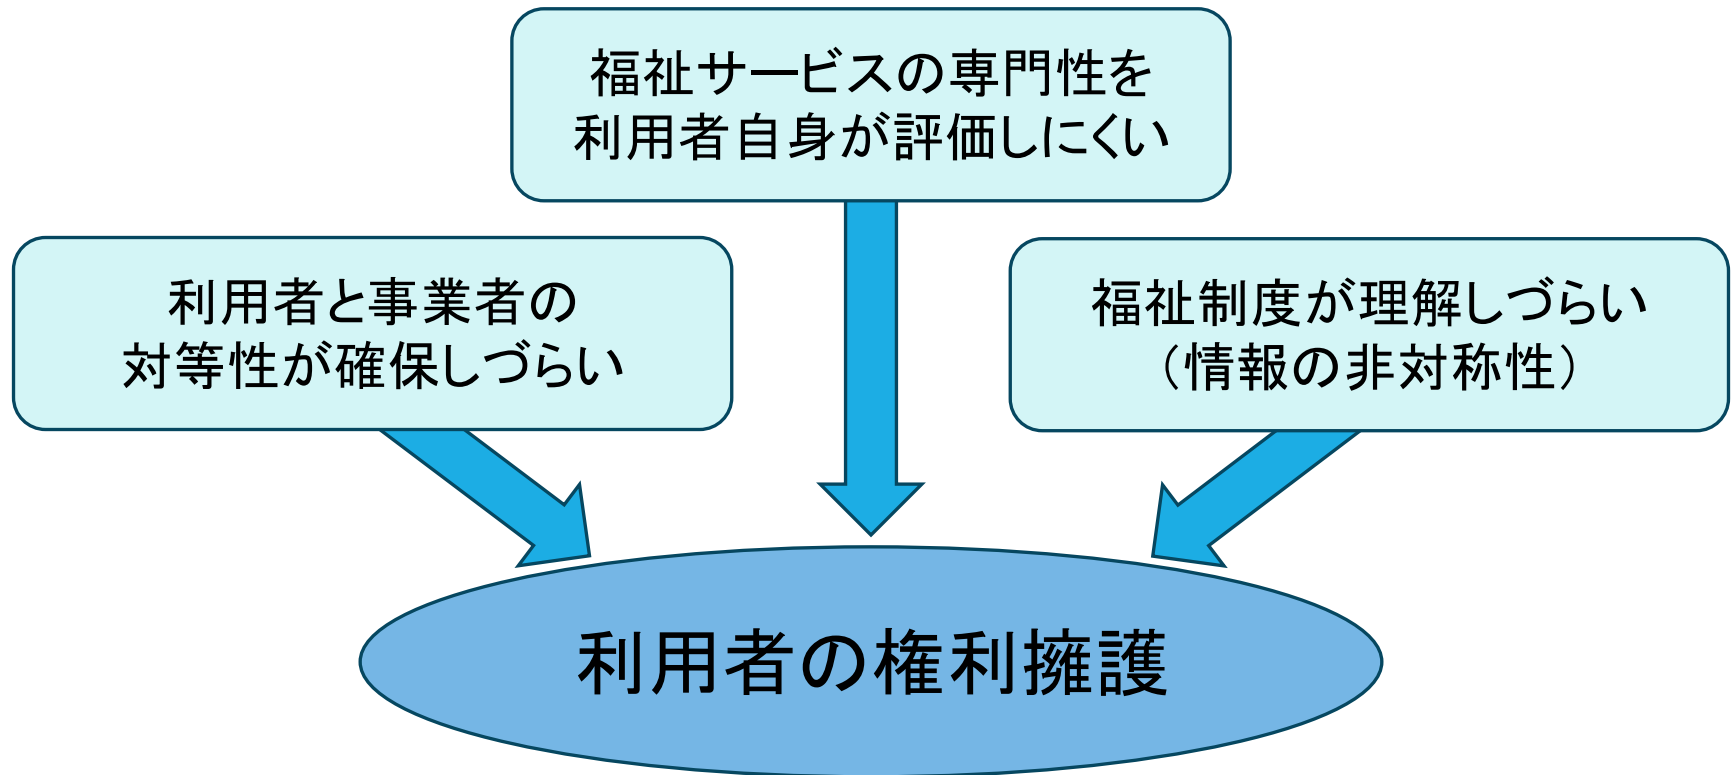 福祉サービスの専門性を
利用者自身が評価しにくい
利用者と事業者の
対等性が確保しづらい
福祉制度が理解しづらい
（情報の非対称性）
利用者の権利擁護